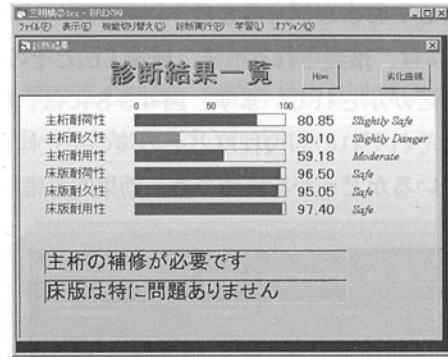 三明橋の.brx - BREX'99
ファイル(F) 表示(E) 機能切り替え(Q) 診断実行(P) 学習(L) オプション(O)
診断結果
診断結果一覧 How 劣化曲線
0 50 100
主桁耐荷性 80.85 Slightly Safe
主桁耐久性 30.10 Slightly Danger
主桁耐用性 59.18 Moderate
床版耐荷性 96.50 Safe
床版耐久性 95.05 Safe
床版耐用性 97.40 Safe
主桁の補修が必要です
床版は特に問題ありません